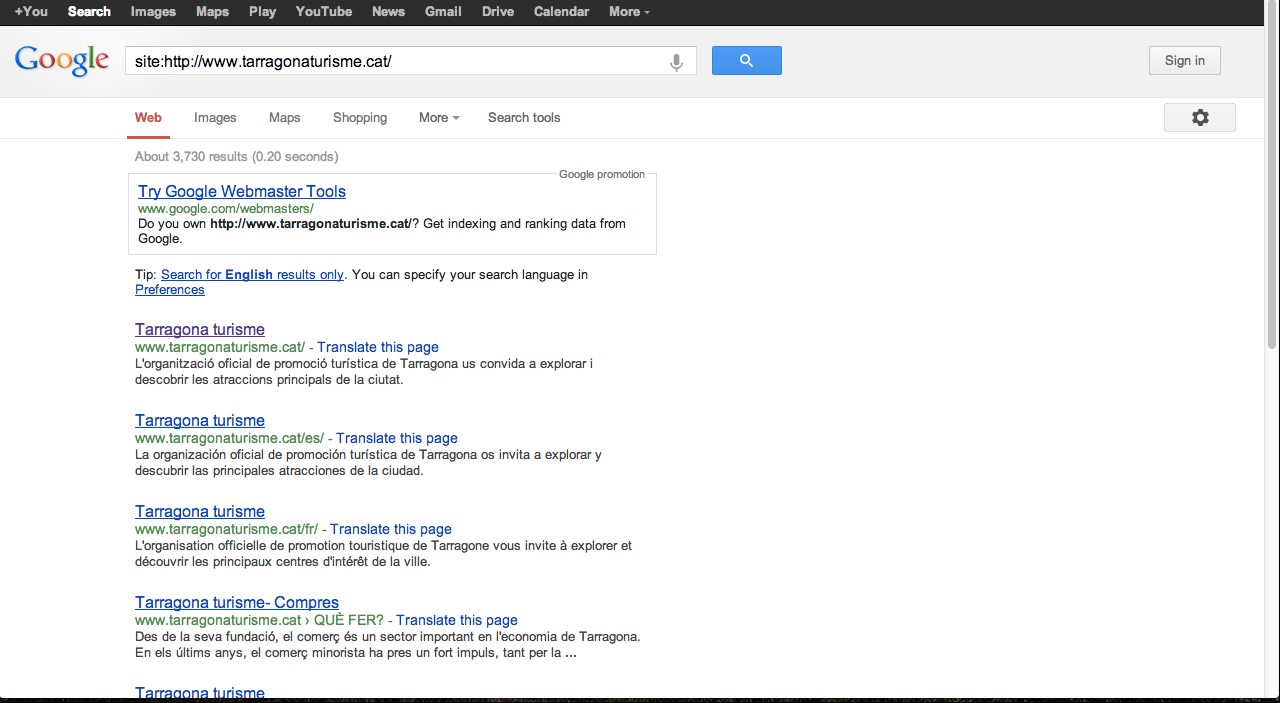 +You Search Images Maps Play YouTube News Gmail Drive Calendar More
Google site:http://www.tarragonaturisme.cat/ Sign in
Web Images Maps Shopping More Search tools
About 3,730 results (0.20 seconds)
Google promotion
Try Google Webmaster Tools
www.google.com/webmasters/
Do you own http://www.tarragonaturisme.cat/? Get indexing and ranking data from
Google.
Tip: Search for English results only. You can specify your search language in
Preferences
Tarragona turisme
www.tarragonaturisme.cat/ - Translate this page
L'organització oficial de promoció turística de Tarragona us convida a explorar i
descobrir les atraccions principals de la ciutat.
Tarragona turisme
www.tarragonaturisme.cat/es/ - Translate this page
La organización oficial de promoción turística de Tarragona os invita a explorar y
descubrir las principales atracciones de la ciudad.
Tarragona turisme
www.tarragonaturisme.cat/fr/ - Translate this page
L'organisation officielle de promotion touristique de Tarragone vous invite à explorer et
découvrir les principaux centres d'intérêt de la ville.
Tarragona turisme- Compres
www.tarragonaturisme.cat › QUÈ FER? - Translate this page
Des de la seva fundació, el comerç és un sector important en l'economia de Tarragona.
En els últims anys, el comerç minorista ha pres un fort impuls, tant per la ...
Tarragona turisme